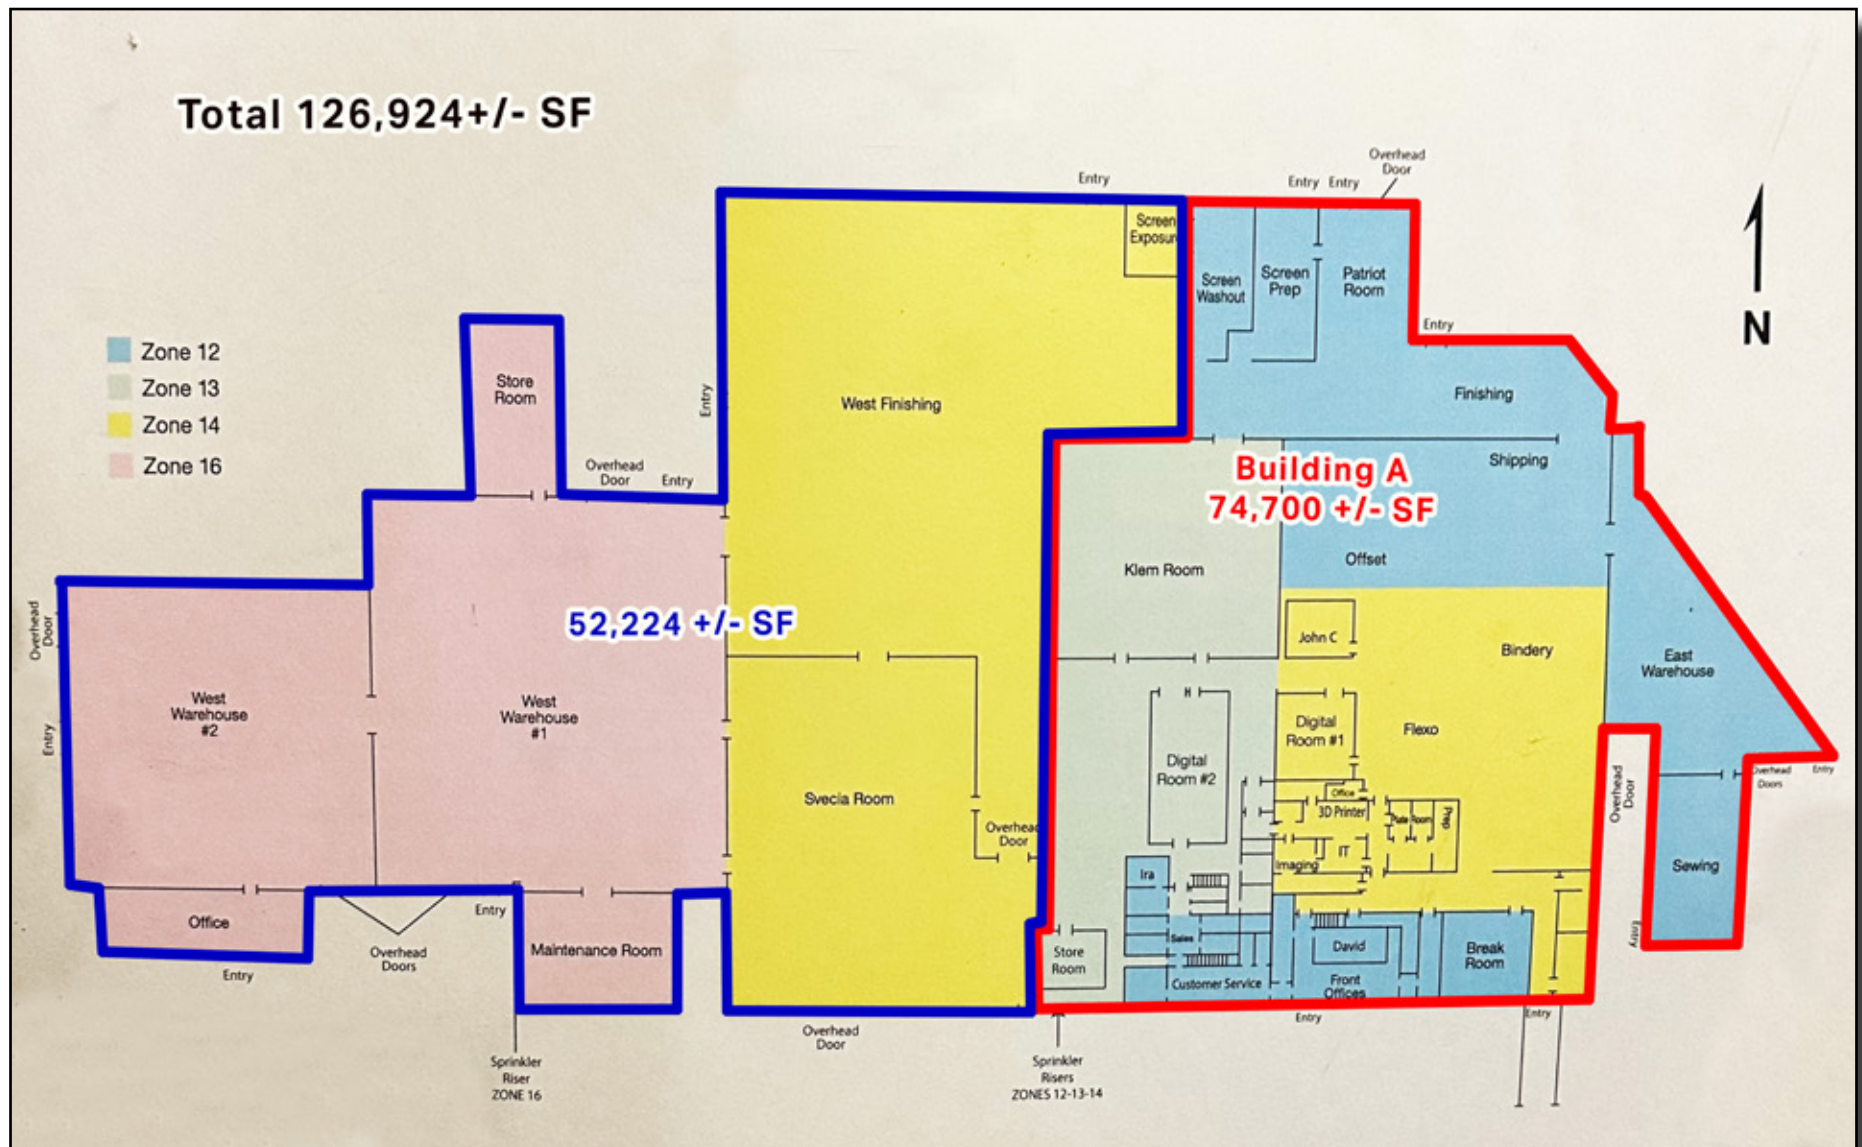 Total 126,924+/- SF
Overhead
Door
Entry
Entry
Entry
Screen
Exposur
Screen
Washout
Screen
Prep
Patriot
Room
N
Entry
Zone 12
Zone 13
Zone 14
Zone 16
Store
Room
Entry
West Finishing
Finishing
Overhead
Door
Entry
Shipping
Building A
74,700 +/- SF
Offset
Klem Room
52,224 +/- SF
Overhead
Door
John C
Bindery
East
Warehouse
West
Warehouse
#2
West
Warehouse
#1
Entry
Digital
Room #1
Flexo
Digital
Room #2
Overhead
Doors
Entry
Overhead
Door
Svecia Room
Office
3D Printer
Plate Room
Prep
Overhead
Door
IT
Imaging
Ira
Sewing
Office
Entry
Overhead
Doors
Entry
Maintenance Room
Store
Room
Sales
Customer Service
David
Front
Offices
Break
Room
Entry
Entry
Entry
Overhead
Door
Sprinkler
Riser
ZONE 16
Sprinkler
Risers
ZONES 12-13-14